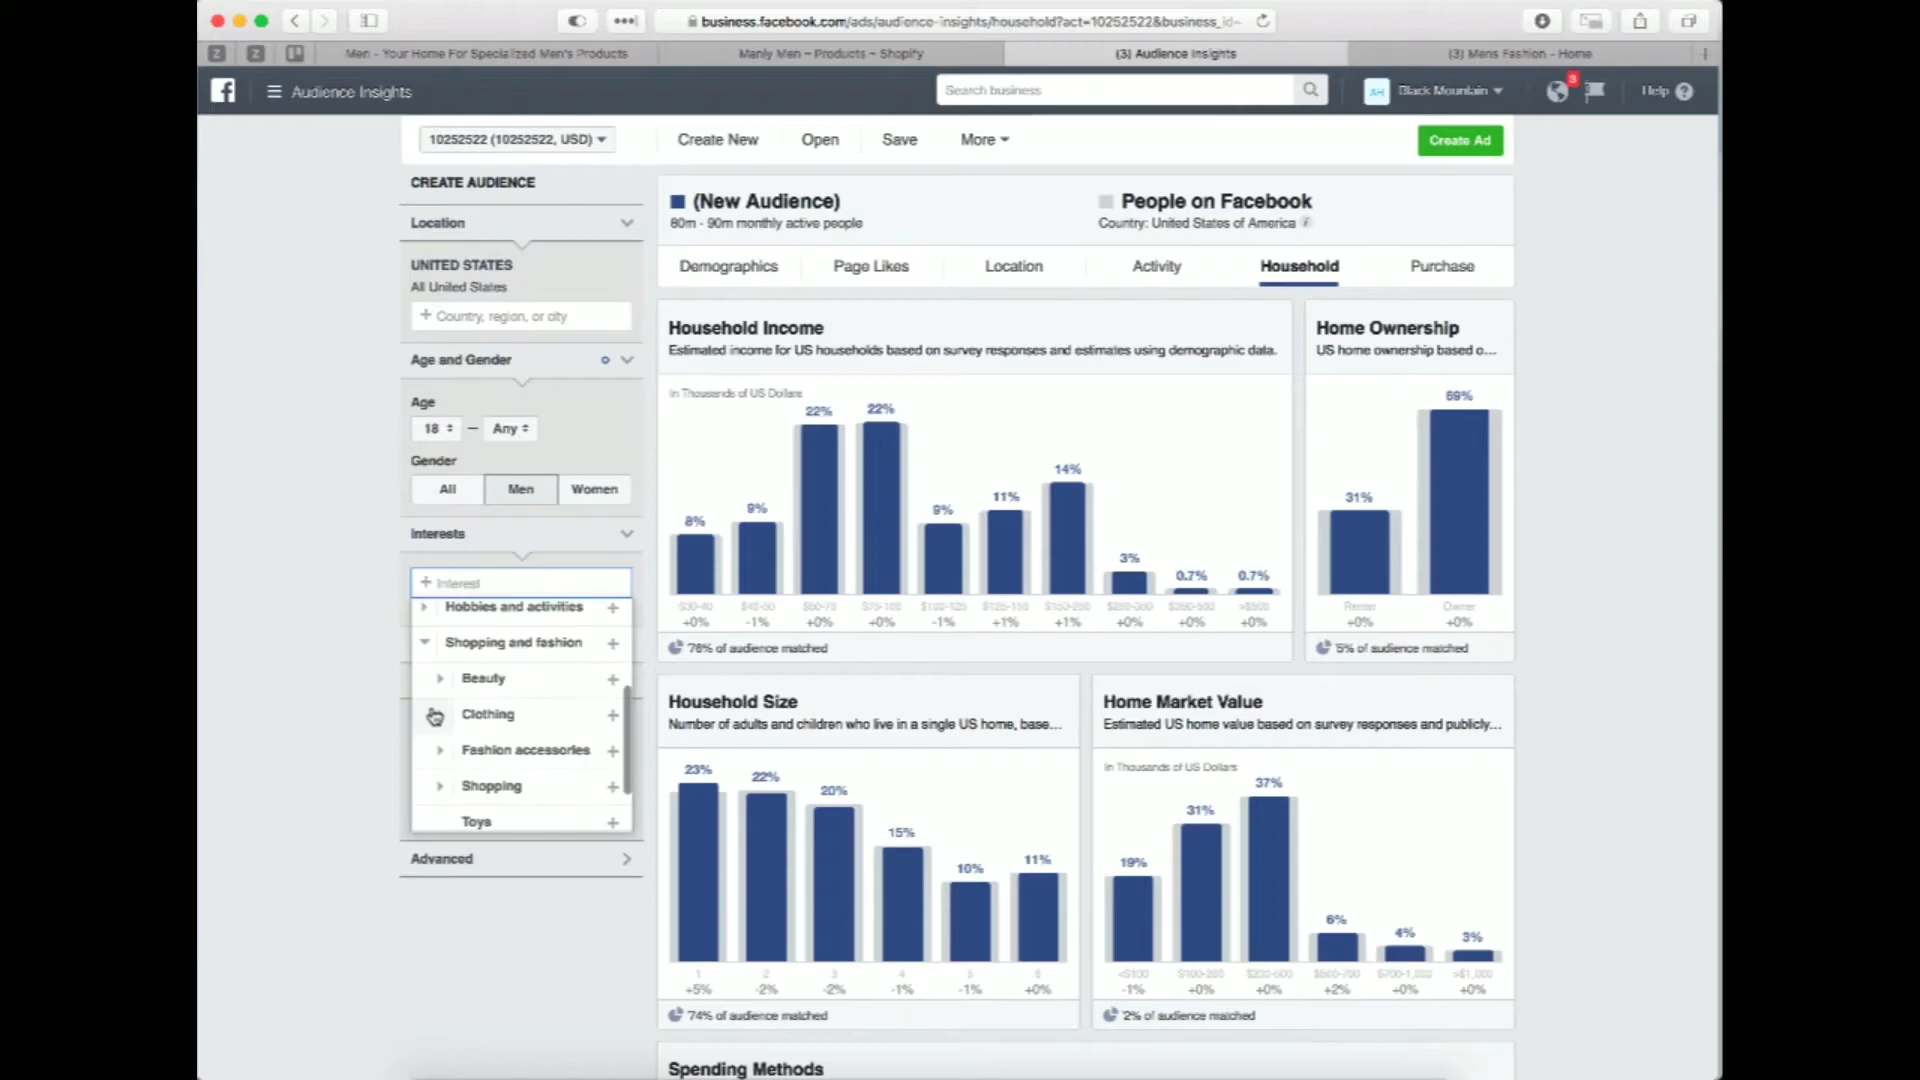 business.facebook.com/ads/audience-insights/household?act=10252522&business_id=
Men - Your Home For Specialized Men's Products
Manly Men ~ Products ~ Shopify
(3) Audience Insights
(3) Mens Fashion - Home
Audience Insights
Search business
AH
Black Mountain
3
Help
10252522 (10252522, USD)
Create New
Open
Save
More
Create Ad
CREATE AUDIENCE
Location
UNITED STATES
All United States
+ Country, region, or city
Age and Gender
Age
18 — Any
Gender
All
Men
Women
Interests
+ Interest
Hobbies and activities +
Shopping and fashion +
Beauty +
Clothing +
Fashion accessories +
Shopping +
Toys +
Advanced
(New Audience)
80m - 90m monthly active people
People on Facebook
Country: United States of America
Demographics
Page Likes
Location
Activity
Household
Purchase
Household Income
Estimated income for US households based on survey responses and estimates using demographic data.
In Thousands of US Dollars
8% 9% 22% 22% 9% 11% 14% 3% 0.7% 0.7%
+0% -1% +0% +0% -1% +1% +1% +0% +0% +0%
76% of audience matched
Home Ownership
US home ownership based o...
31% 69%
Renter Owner
+0% +0%
Household Size
Number of adults and children who live in a single US home, base...
23% 22% 20% 15% 10% 11%
1 2 3 4 5 6
+5% -2% -2% -1% -1% +0%
74% of audience matched
Home Market Value
Estimated US home value based on survey responses and publicly...
In Thousands of US Dollars
19% 31% 37% 6% 4% 3%
-1% +0% +0% +2% +0% +0%
of audience matched
Spending Methods